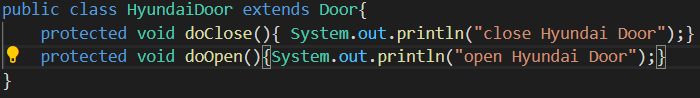 public class HyundaiDoor extends Door{
    protected void doClose(){ System.out.println("close Hyundai Door");}
    protected void doOpen(){System.out.println("open Hyundai Door");}
}